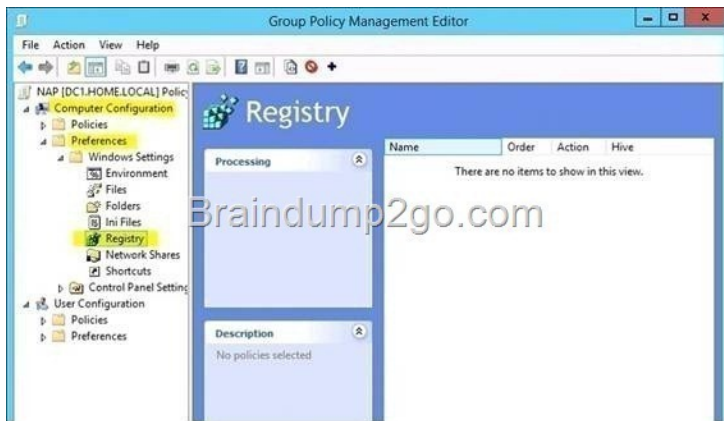 Group Policy Management Editor
File Action View Help
NAP [DC1.HOME.LOCAL] Policy
Computer Configuration
Policies
Preferences
Windows Settings
Environment
Files
Folders
Ini Files
Registry
Network Shares
Shortcuts
Control Panel Setting
User Configuration
Policies
Preferences
Registry
Processing
Description
No policies selected
Name Order Action Hive
There are no items to show in this view.
Braindump2go.com